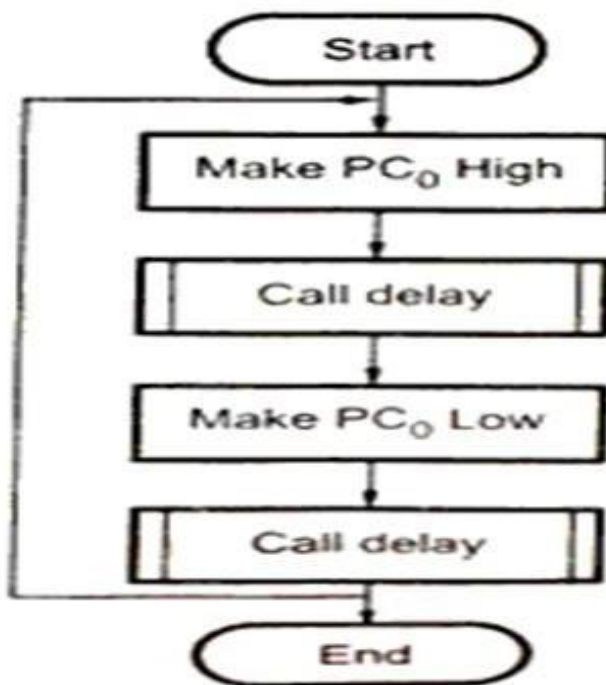 Start
Make PC₀ High
Call delay
Make PC₀ Low
Call delay
End